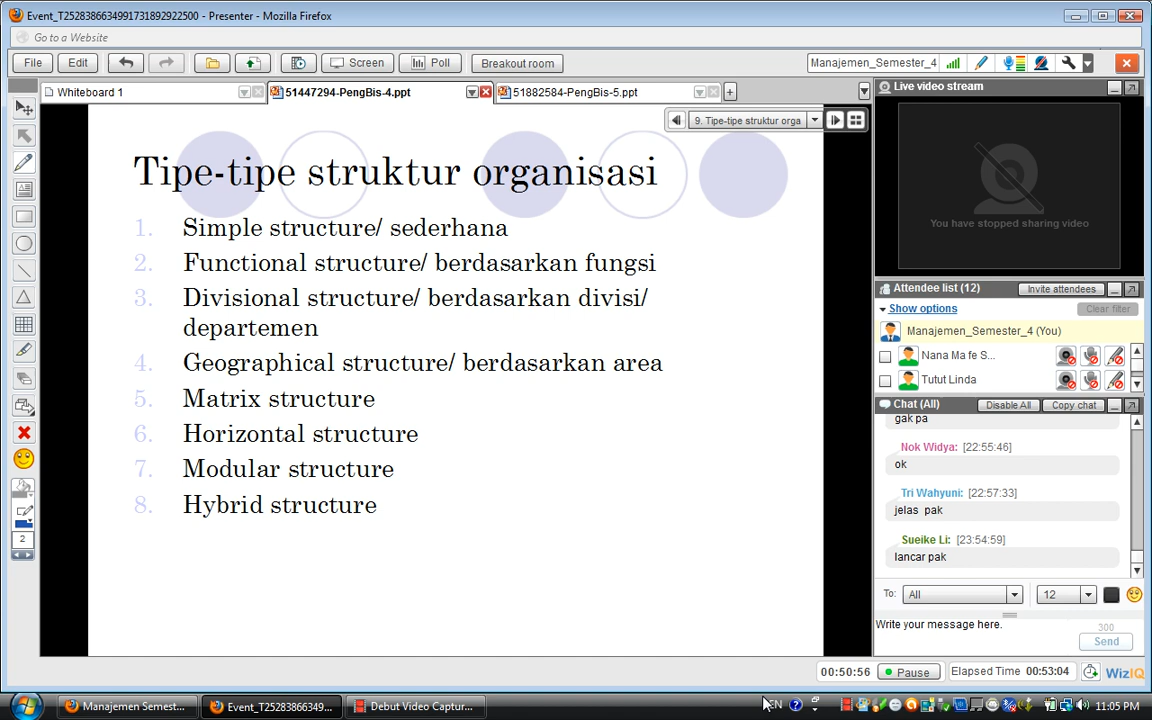 Event_T2528386634991731892922500 - Presenter - Mozilla Firefox
Go to a Website
File Edit Screen Poll Breakout room Manajemen_Semester_4
Whiteboard 1 51447294-PengBis-4.ppt 51882584-PengBis-5.ppt
9. Tipe-tipe struktur orga
Tipe-tipe struktur organisasi
1. Simple structure/ sederhana
2. Functional structure/ berdasarkan fungsi
3. Divisional structure/ berdasarkan divisi/
departemen
4. Geographical structure/ berdasarkan area
5. Matrix structure
6. Horizontal structure
7. Modular structure
8. Hybrid structure
2
Live video stream
You have stopped sharing video
Attendee list (12) Invite attendees
Show options Clear filter
Manajemen_Semester_4 (You)
Nana Ma fe S...
Tutut Linda
Chat (All) Disable All Copy chat
gak pa
Nok Widya: [22:55:46]
ok
Tri Wahyuni: [22:57:33]
jelas pak
Sueike Li: [23:54:59]
lancar pak
To: All 12
Write your message here.
300
Send
00:50:56 Pause Elapsed Time 00:53:04 WizIQ
Manajemen Semest... Event_T25283866349... Debut Video Captur... EN 11:05 PM